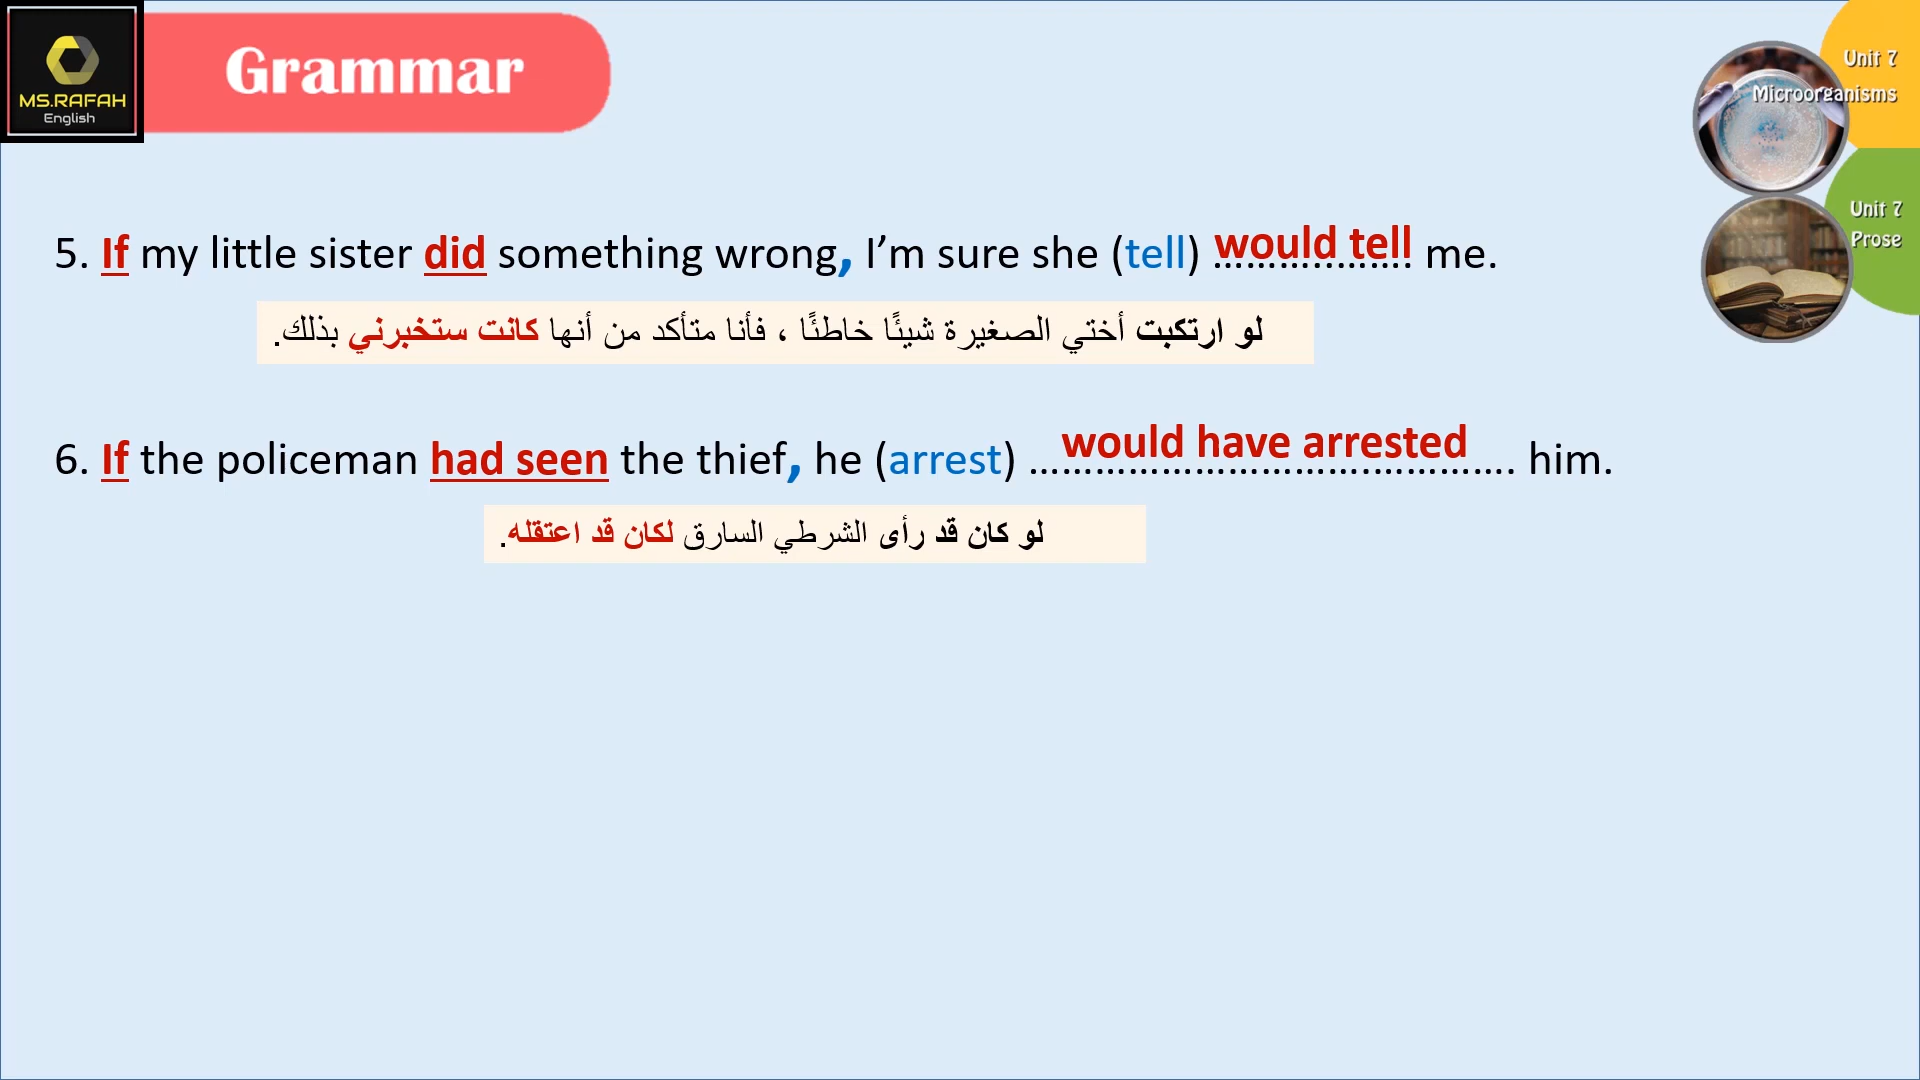 MS.RAFAH
English
Grammar
Unit 7
Microorganisms
Unit 7
Prose
5. If my little sister did something wrong, I’m sure she (tell) ………………… would tell me.
لو ارتكبت أختي الصغيرة شيئًا خاطئًا ، فأنا متأكد من أنها كانت ستخبرني بذلك.
6. If the policeman had seen the thief, he (arrest) ……………………………………… would have arrested him.
لو كان قد رأى الشرطي السارق لكان قد اعتقله.